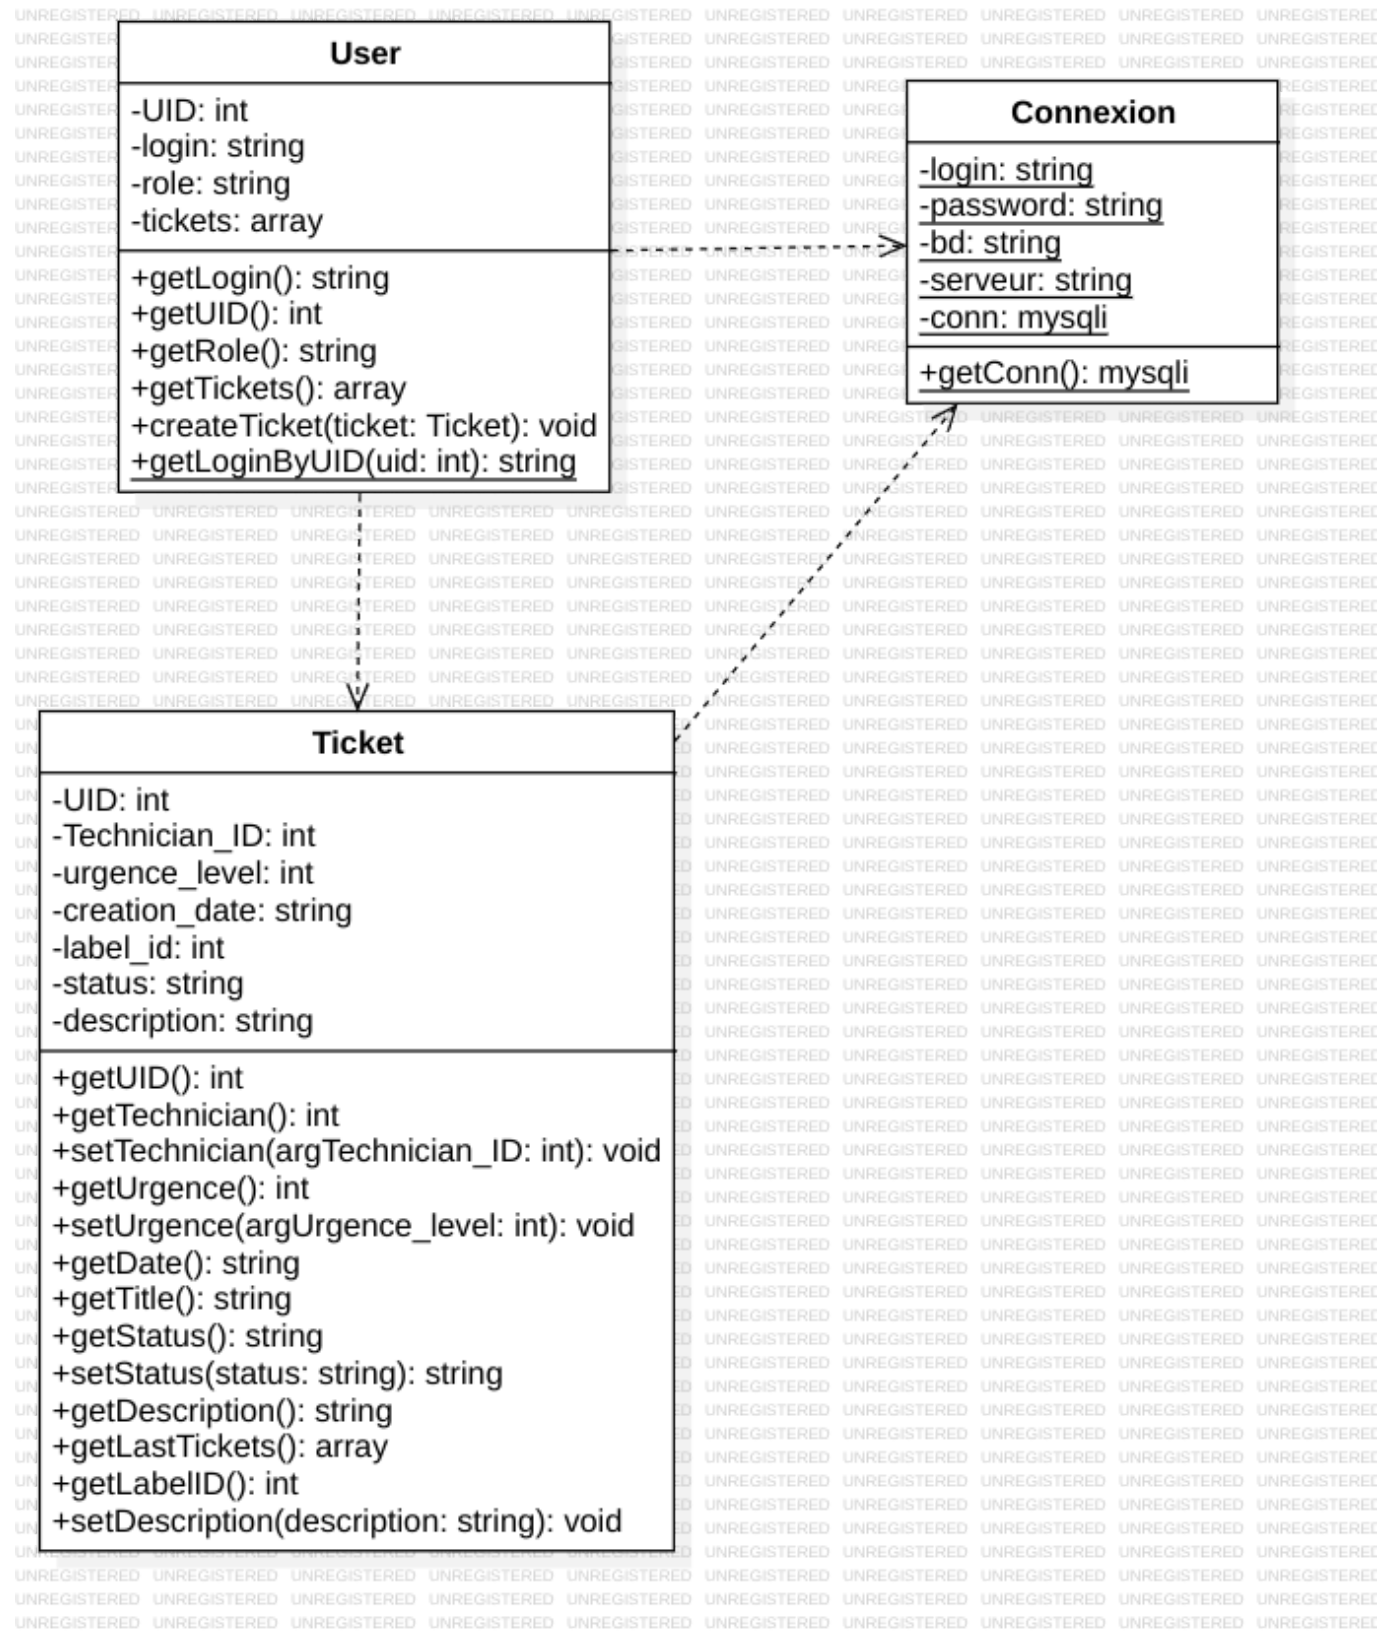 User
-UID: int
-login: string
-role: string
-tickets: array
+getLogin(): string
+getUID(): int
+getRole(): string
+getTickets(): array
+createTicket(ticket: Ticket): void
+getLoginByUID(uid: int): string
Connexion
-login: string
-password: string
-bd: string
-serveur: string
-conn: mysqli
+getConn(): mysqli
Ticket
-UID: int
-Technician_ID: int
-urgence_level: int
-creation_date: string
-label_id: int
-status: string
-description: string
+getUID(): int
+getTechnician(): int
+setTechnician(argTechnician_ID: int): void
+getUrgence(): int
+setUrgence(argUrgence_level: int): void
+getDate(): string
+getTitle(): string
+getStatus(): string
+setStatus(status: string): string
+getDescription(): string
+getLastTickets(): array
+getLabelID(): int
+setDescription(description: string): void
UNREGISTERED